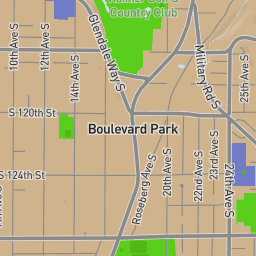 Golf &
Country Club
Glendale Way S
Military Rd S
10th Ave S
12th Ave S
14th Ave S
25th Ave S
S 120th St
Boulevard Park
S 124th St
Roseberg Ave S
20th Ave S
22nd Ave S
23rd Ave S
24th Ave S